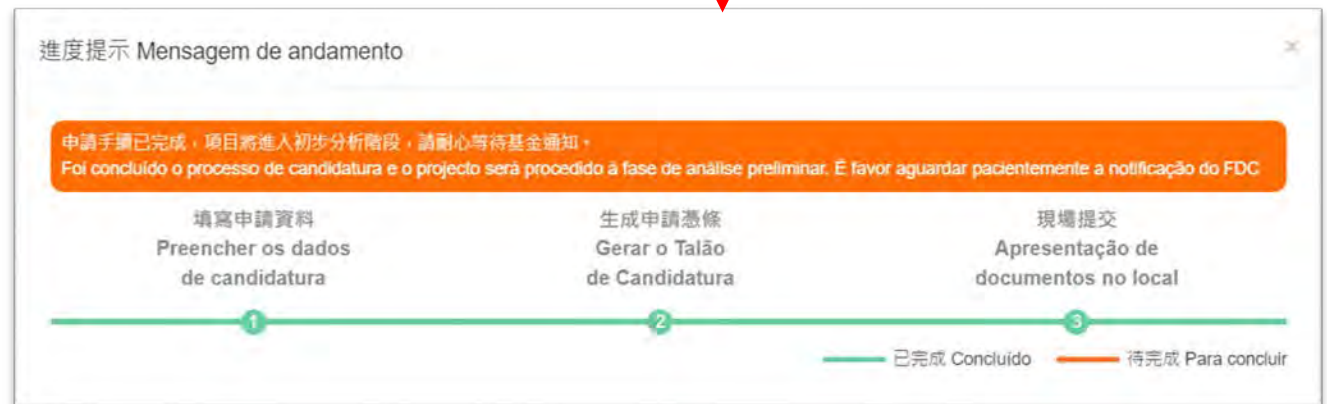 進度提示 Mensagem de andamento
×
申請手續已完成，項目將進入初步分析階段，請耐心等待基金通知。
Foi concluído o processo de candidatura e o projecto será procedido à fase de análise preliminar. É favor aguardar pacientemente a notificação do FDC
填寫申請資料
Preencher os dados
de candidatura
生成申請憑條
Gerar o Talão
de Candidatura
現場提交
Apresentação de
documentos no local
1
2
3
已完成 Concluído
待完成 Para concluir